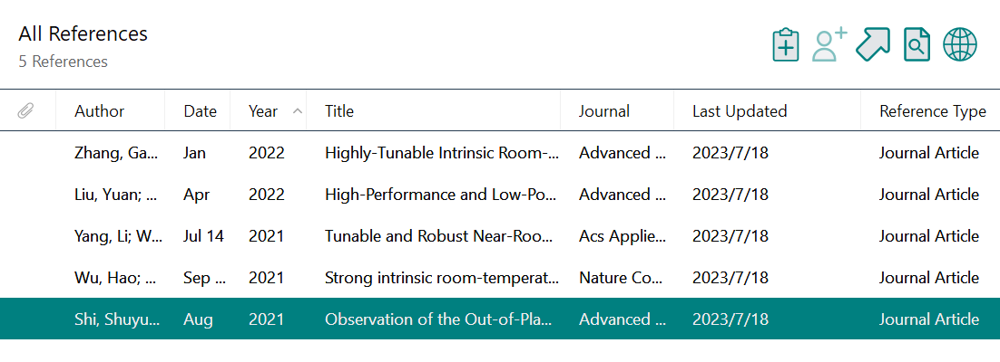 All References
5 References
Author Date Year Title Journal Last Updated Reference Type
Zhang, Ga... Jan 2022 Highly-Tunable Intrinsic Room-... Advanced ... 2023/7/18 Journal Article
Liu, Yuan; ... Apr 2022 High-Performance and Low-Po... Advanced ... 2023/7/18 Journal Article
Yang, Li; W... Jul 14 2021 Tunable and Robust Near-Roo... Acs Applie... 2023/7/18 Journal Article
Wu, Hao; ... Sep ... 2021 Strong intrinsic room-temperat... Nature Co... 2023/7/18 Journal Article
Shi, Shuyu... Aug 2021 Observation of the Out-of-Pla... Advanced ... 2023/7/18 Journal Article